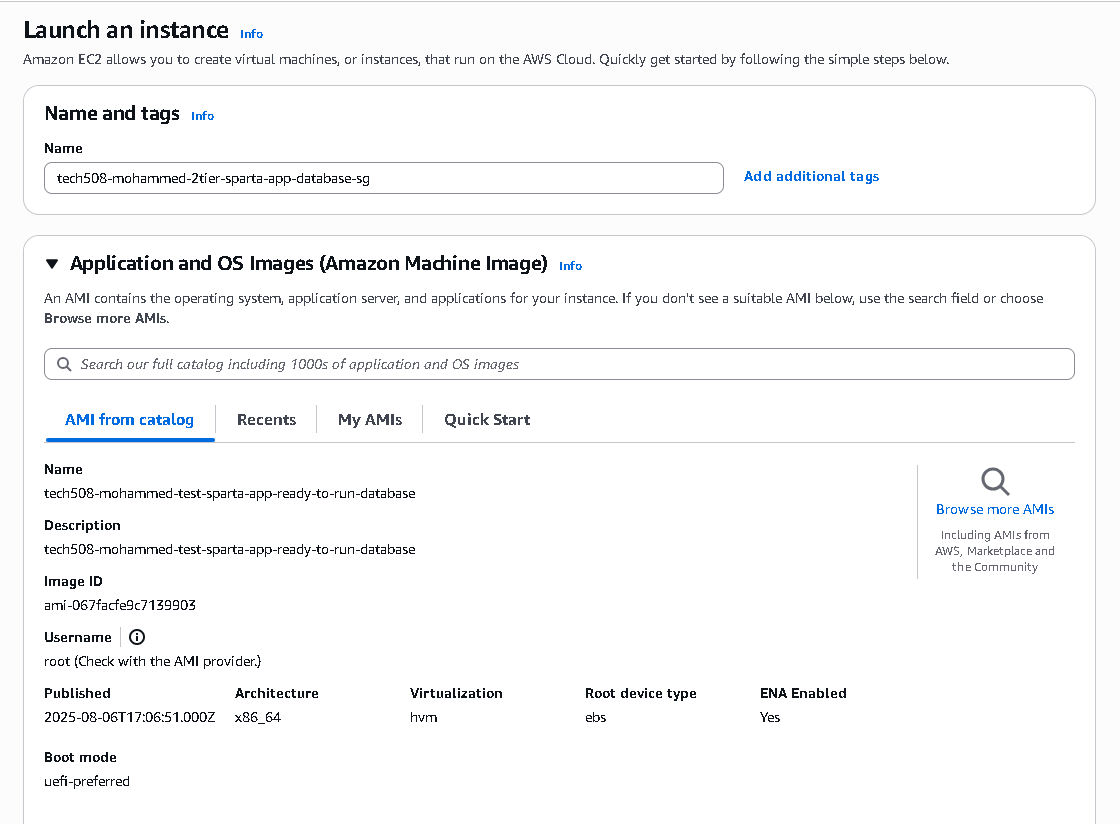 Launch an instance Info
Amazon EC2 allows you to create virtual machines, or instances, that run on the AWS Cloud. Quickly get started by following the simple steps below.
Name and tags Info
Name
tech508-mohammed-2tier-sparta-app-database-sg
Add additional tags
Application and OS Images (Amazon Machine Image) Info
An AMI contains the operating system, application server, and applications for your instance. If you don't see a suitable AMI below, use the search field or choose
Browse more AMIs.
Search our full catalog including 1000s of application and OS images
AMI from catalog Recents My AMIs Quick Start
Name
tech508-mohammed-test-sparta-app-ready-to-run-database
Description
tech508-mohammed-test-sparta-app-ready-to-run-database
Image ID
ami-067facfe9c7139903
Username
root (Check with the AMI provider.)
Published Architecture Virtualization Root device type ENA Enabled
2025-08-06T17:06:51.000Z x86_64 hvm ebs Yes
Boot mode
uefi-preferred
Browse more AMIs
Including AMIs from
AWS, Marketplace and
the Community